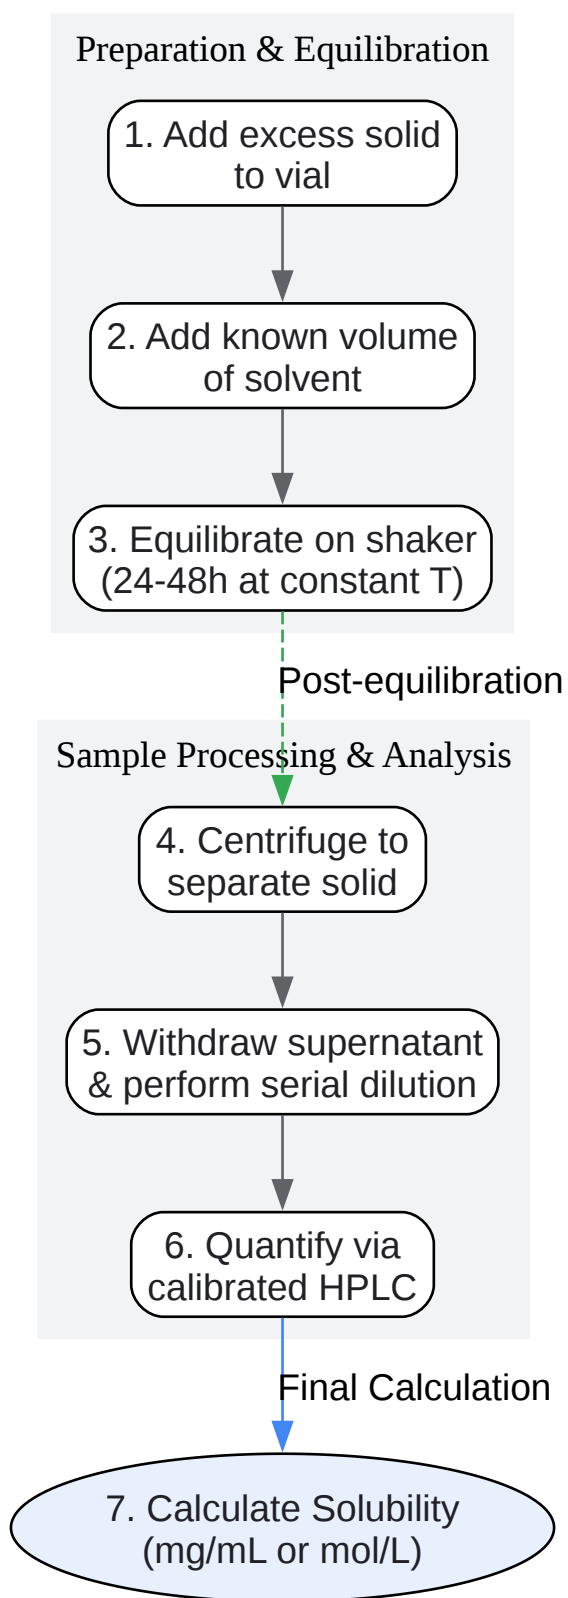 Preparation & Equilibration
1. Add excess solid
to vial
2. Add known volume
of solvent
3. Equilibrate on shaker
(24-48h at constant T)
Post-equilibration
Sample Processing & Analysis
4. Centrifuge to
separate solid
5. Withdraw supernatant
& perform serial dilution
6. Quantify via
calibrated HPLC
Final Calculation
7. Calculate Solubility
(mg/mL or mol/L)